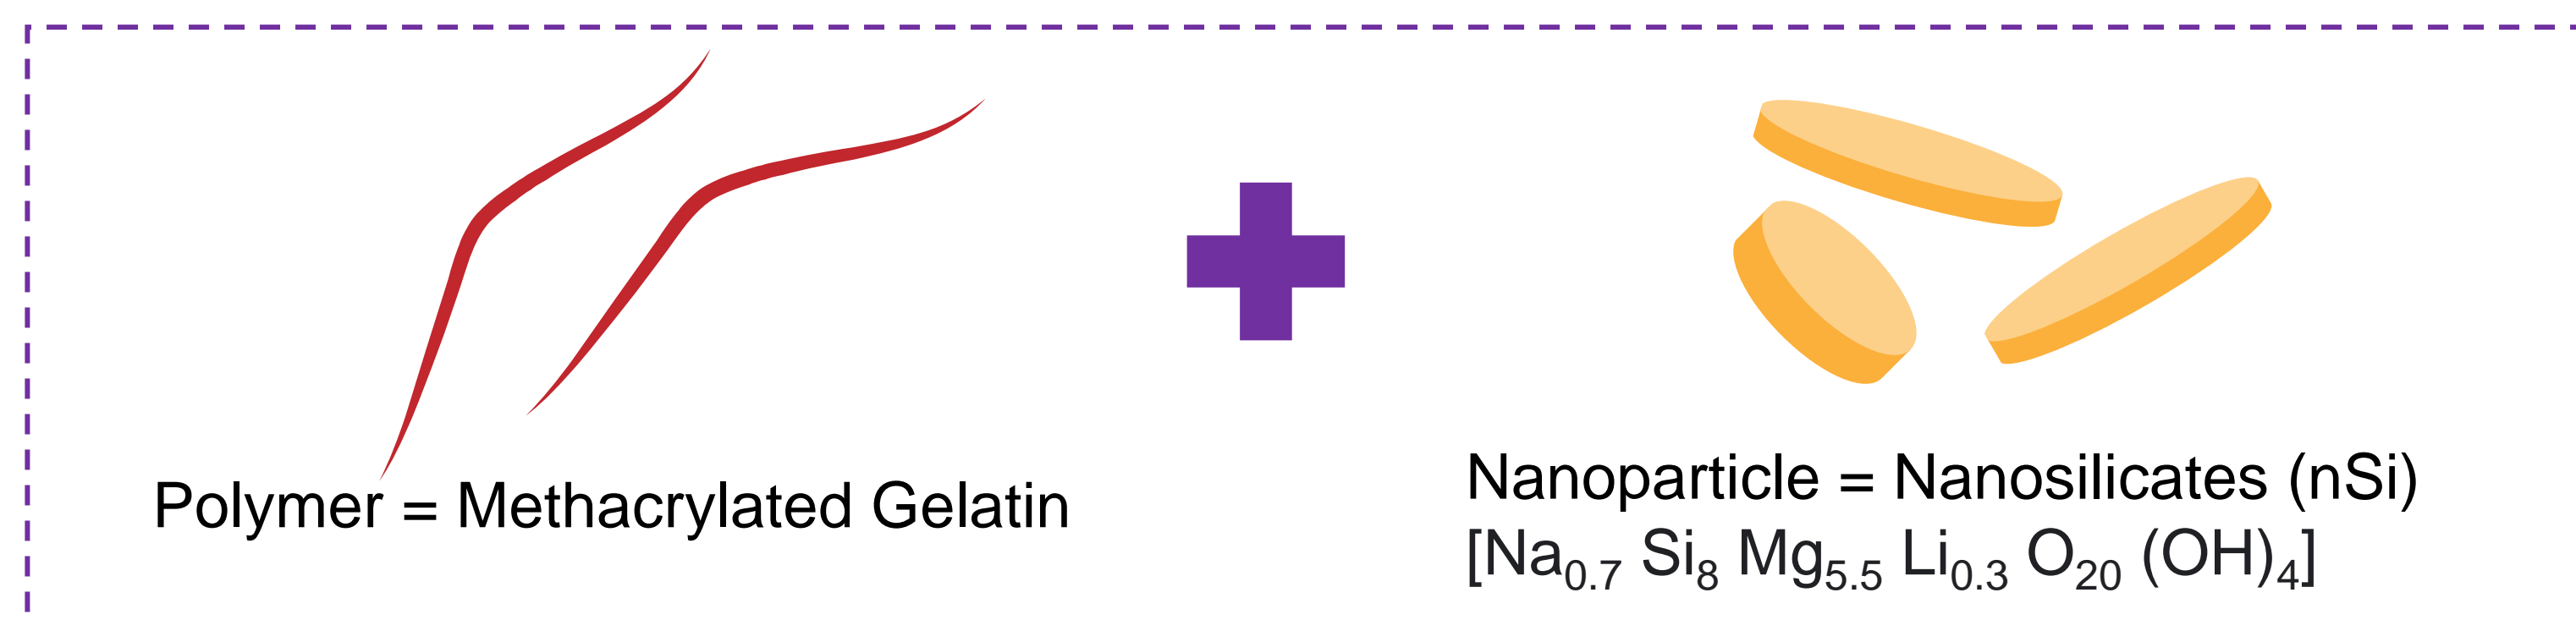 Polymer = Methacrylated Gelatin
Nanoparticle = Nanosilicates (nSi)
[Na0.7 Si8 Mg5.5 Li0.3 O20 (OH)4]